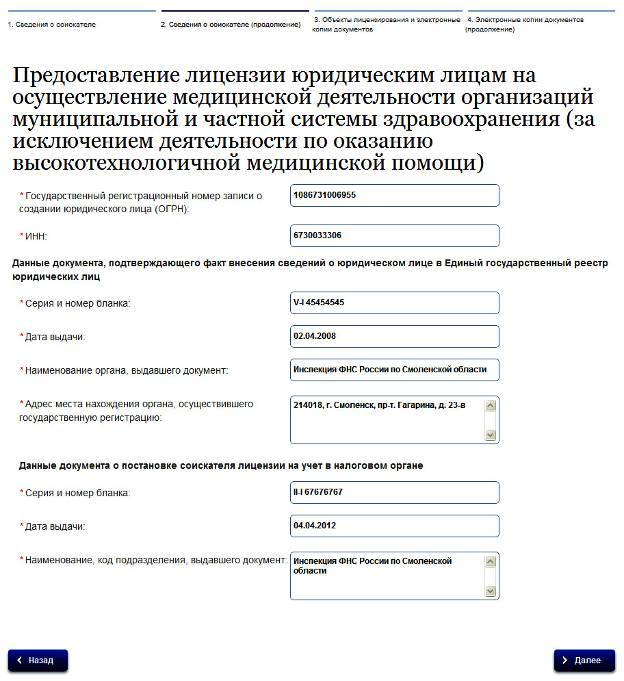 1. Сведения о соискателе
2. Сведения о соискателе (продолжение)
3. Объекты лицензирования и электронные
копии документов
4. Электронные копии документов
(продолжение)
Предоставление лицензии юридическим лицам на
осуществление медицинской деятельности организаций
муниципальной и частной системы здравоохранения (за
исключением деятельности по оказанию
высокотехнологичной медицинской помощи)
* Государственный регистрационный номер записи о
создании юридического лица (ОГРН):
1086731006955
* ИНН:
6730033306
Данные документа, подтверждающего факт внесения сведений о юридическом лице в Единый государственный реестр
юридических лиц
* Серия и номер бланка:
V-I 45454545
* Дата выдачи:
02.04.2008
* Наименование органа, выдавшего документ:
Инспекция ФНС России по Смоленской области
* Адрес места нахождения органа, осуществившего
государственную регистрацию:
214018, г. Смоленск, пр-т. Гагарина, д. 23-в
Данные документа о постановке соискателя лицензии на учет в налоговом органе
* Серия и номер бланка:
II-I 67676767
* Дата выдачи:
04.04.2012
* Наименование, код подразделения, выдавшего документ:
Инспекция ФНС России по Смоленской
области
Назад
Далее